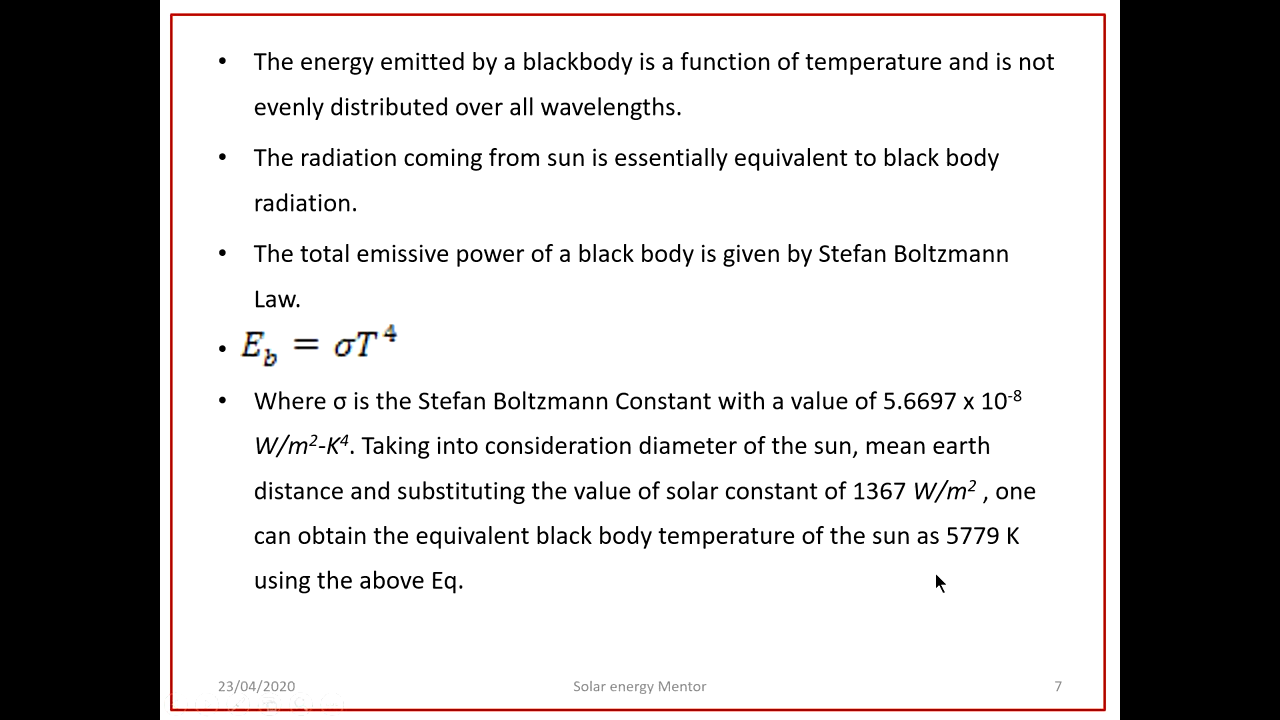 • The energy emitted by a blackbody is a function of temperature and is not
evenly distributed over all wavelengths.
• The radiation coming from sun is essentially equivalent to black body
radiation.
• The total emissive power of a black body is given by Stefan Boltzmann
Law.
• E_b = σT⁴
• Where σ is the Stefan Boltzmann Constant with a value of 5.6697 x 10⁻⁸
W/m²-K⁴. Taking into consideration diameter of the sun, mean earth
distance and substituting the value of solar constant of 1367 W/m² , one
can obtain the equivalent black body temperature of the sun as 5779 K
using the above Eq.
23/04/2020 Solar energy Mentor 7